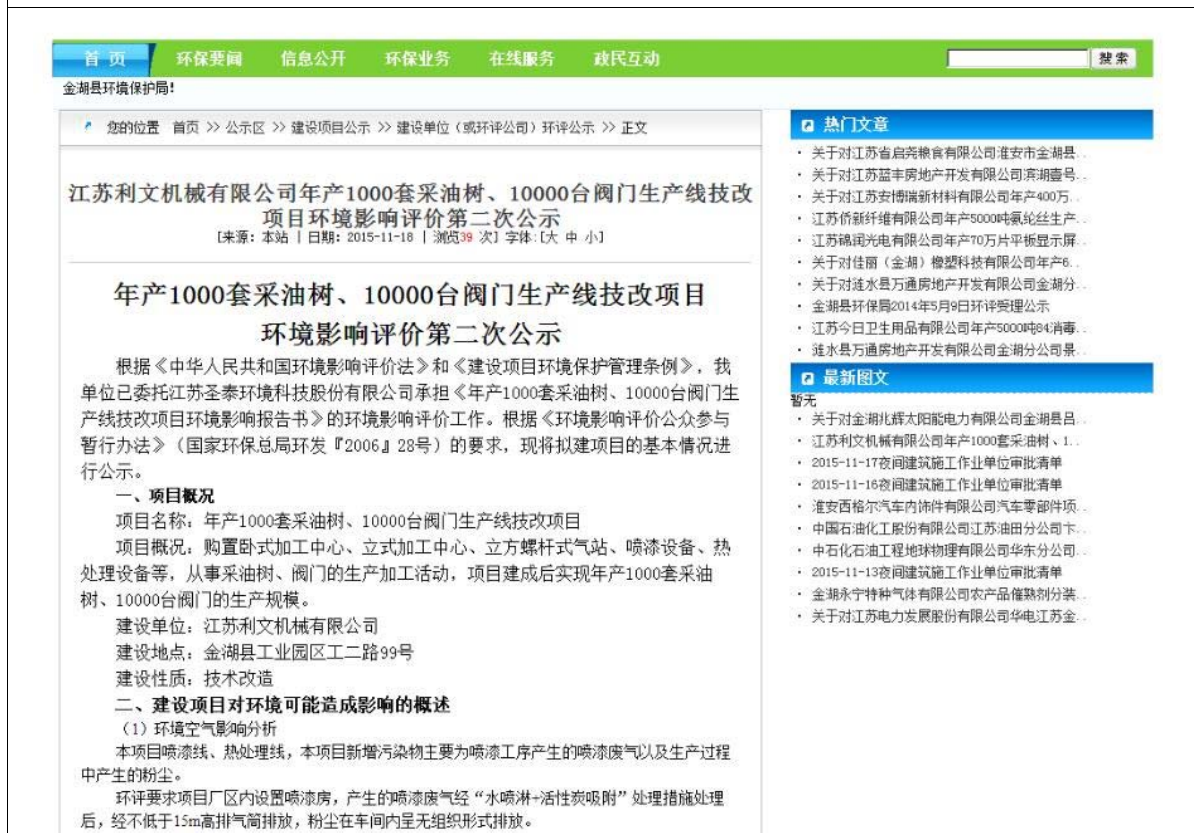 首 页 环保要闻 信息公开 环保业务 在线服务 政民互动 搜索
金湖县环境保护局!
您的位置 首页 >> 公示区 >> 建设项目公示 >> 建设单位（或环评公司）环评公示 >> 正文
江苏利文机械有限公司年产1000套采油树、10000台阀门生产线技改
项目环境影响评价第二次公示
[来源：本站 | 日期：2015-11-18 | 浏览39 次] 字体：[大 中 小]
年产1000套采油树、10000台阀门生产线技改项目
环境影响评价第二次公示
根据《中华人民共和国环境影响评价法》和《建设项目环境保护管理条例》，我
单位已委托江苏圣泰环境科技股份有限公司承担《年产1000套采油树、10000台阀门生
产线技改项目环境影响报告书》的环境影响评价工作。根据《环境影响评价公众参与
暂行办法》（国家环保总局环发『2006』28号）的要求，现将拟建项目的基本情况进
行公示。
一、项目概况
项目名称：年产1000套采油树、10000台阀门生产线技改项目
项目概况：购置卧式加工中心、立式加工中心、立方螺杆式气站、喷漆设备、热
处理设备等，从事采油树、阀门的生产加工活动，项目建成后实现年产1000套采油
树、10000台阀门的生产规模。
建设单位：江苏利文机械有限公司
建设地点：金湖县工业园区工二路99号
建设性质：技术改造
二、建设项目对环境可能造成影响的概述
（1）环境空气影响分析
本项目喷漆线、热处理线，本项目新增污染物主要为喷漆工序产生的喷漆废气以及生产过程
中产生的粉尘。
环评要求项目厂区内设置喷漆房，产生的喷漆废气经“水喷淋+活性炭吸附”处理措施处理
后，经不低于15m高排气筒排放，粉尘在车间内呈无组织形式排放。
热门文章
· 关于对江苏省启尧粮食有限公司淮安市金湖县..
· 关于对江苏蓝丰房地产开发有限公司滨湖壹号..
· 关于对江苏安博瑞新材料有限公司年产400万..
· 江苏侨新纤维有限公司年产5000吨氨纶丝生产..
· 江苏锦润光电有限公司年产70万片平板显示屏..
· 关于对佳丽（金湖）橡塑科技有限公司年产6..
· 关于对涟水县万通房地产开发有限公司金湖分..
· 金湖县环保局2014年5月9日环评受理公示
· 江苏今日卫生用品有限公司年产5000吨84消毒..
· 涟水县万通房地产开发有限公司金湖分公司景..
最新图文
暂无
· 关于对金湖兆辉太阳能电力有限公司金湖县吕..
· 江苏利文机械有限公司年产1000套采油树、1..
· 2015-11-17夜间建筑施工作业单位审批清单
· 2015-11-16夜间建筑施工作业单位审批清单
· 淮安西格尔汽车内饰件有限公司汽车零部件项..
· 中国石油化工股份有限公司江苏油田分公司卞..
· 中石化石油工程地球物理有限公司华东分公司..
· 2015-11-13夜间建筑施工作业单位审批清单
· 金湖永宁特种气体有限公司农产品催熟剂分装..
· 关于对江苏电力发展股份有限公司华电江苏金..